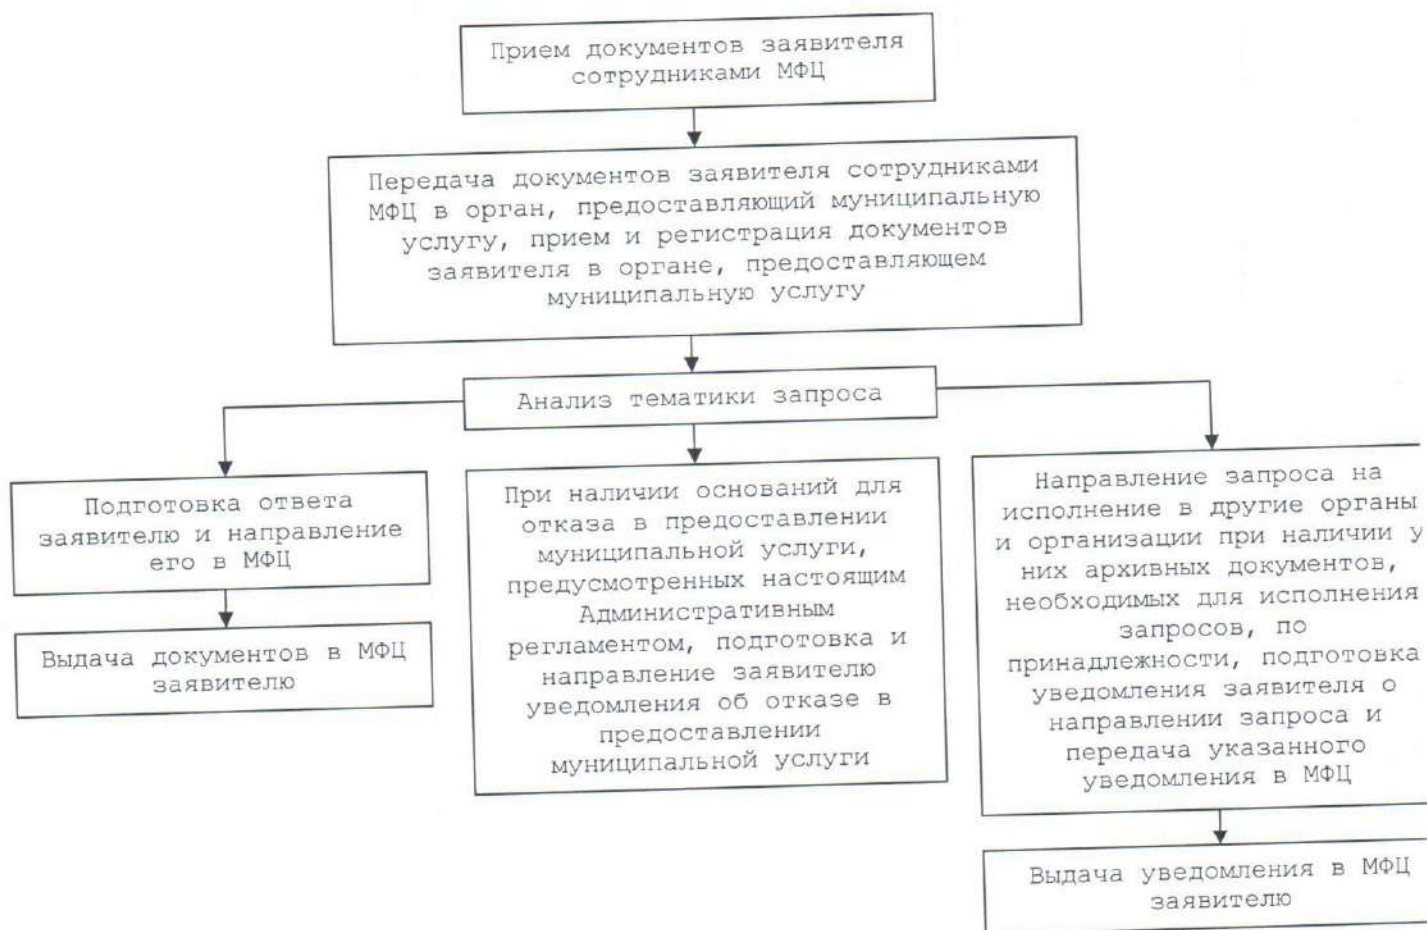 Прием документов заявителя
сотрудниками МФЦ
Передача документов заявителя сотрудниками
МФЦ в орган, предоставляющий муниципальную
услугу, прием и регистрация документов
заявителя в органе, предоставляющем
муниципальную услугу
Анализ тематики запроса
Подготовка ответа
заявителю и направление
его в МФЦ
Выдача документов в МФЦ
заявителю
При наличии оснований для
отказа в предоставлении
муниципальной услуги,
предусмотренных настоящим
Административным
регламентом, подготовка и
направление заявителю
уведомления об отказе в
предоставлении
муниципальной услуги
Направление запроса на
исполнение в другие органы
и организации при наличии у
них архивных документов,
необходимых для исполнения
запросов, по
принадлежности, подготовка
уведомления заявителя о
направлении запроса и
передача указанного
уведомления в МФЦ
Выдача уведомления в МФЦ
заявителю